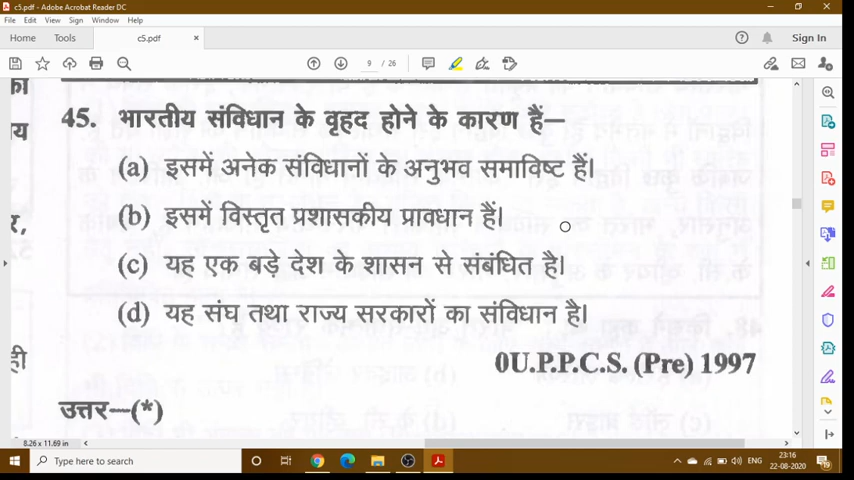 c5.pdf - Adobe Acrobat Reader DC
File Edit View Sign Window Help
Home Tools c5.pdf × Sign In
9 / 26
का
45. भारतीय संविधान के वृहद होने के कारण हैं—
य
(a) इसमें अनेक संविधानों के अनुभव समाविष्ट हैं।
(b) इसमें विस्तृत प्रशासकीय प्रावधान हैं।
र,
(c) यह एक बड़े देश के शासन से संबंधित है।
(d) यह संघ तथा राज्य सरकारों का संविधान है।
ही
0U.P.P.C.S. (Pre) 1997
उत्तर—(*)
8.26 x 11.69 in
Type here to search
ENG
23:16
22-08-2020